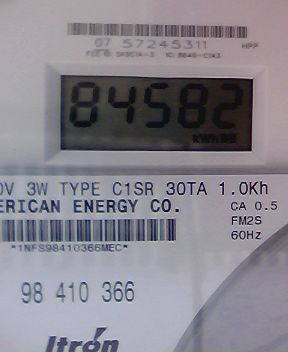 07 57245311 HPP
84582
kWh
0V 3W TYPE C1SR 30TA 1.0Kh
ERICAN ENERGY CO. CA 0.5
FM2S
60Hz
*1NFS98410366MEC*
98 410 366
Itron